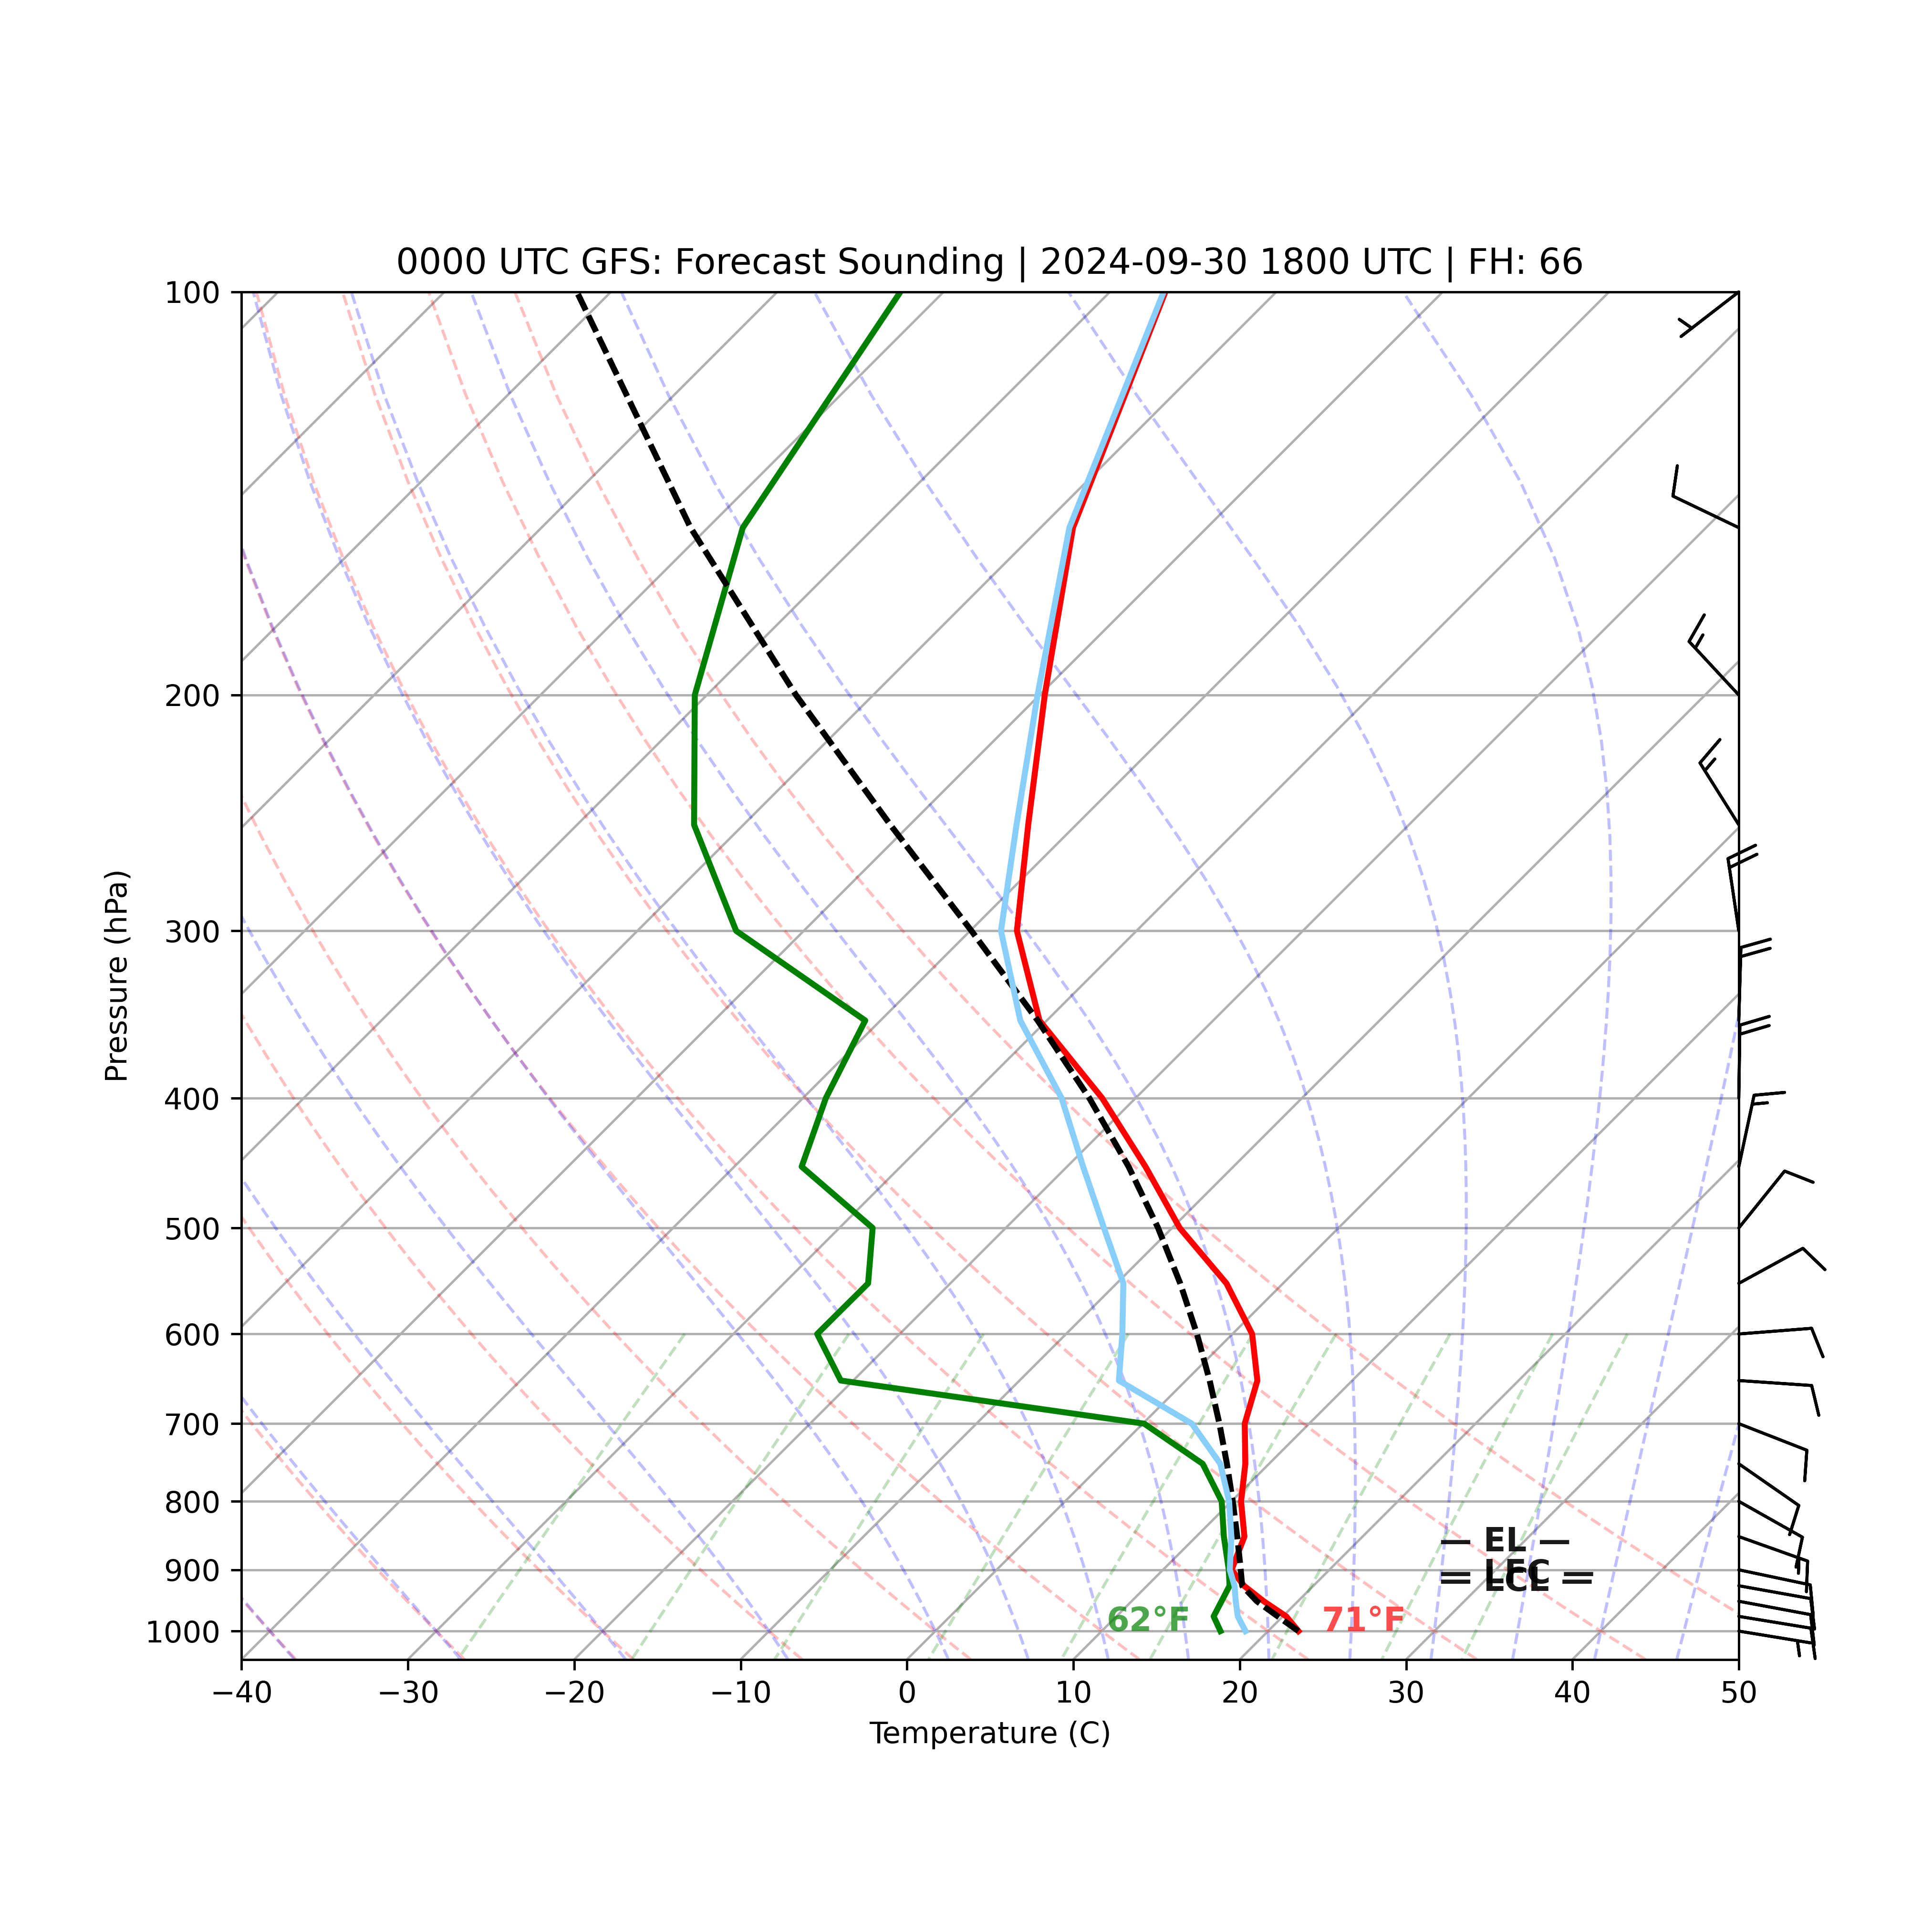 0000 UTC GFS: Forecast Sounding | 2024-09-30 1800 UTC | FH: 66
100
200
300
400
500
600
700
800
900
1000
Pressure (hPa)
— EL —
— LCL —
62°F
71°F
−40 −30 −20 −10 0 10 20 30 40 50
Temperature (C)